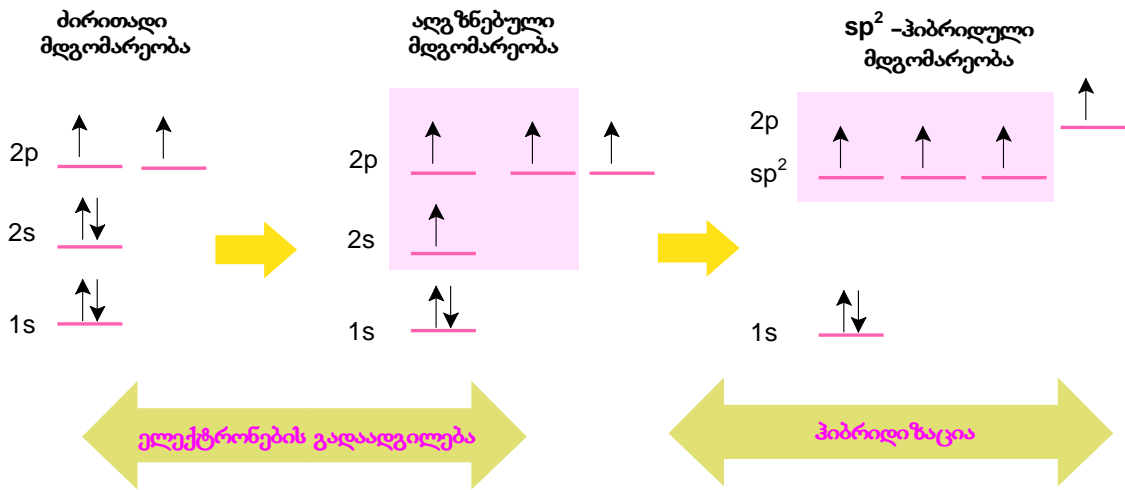 ძირითადი
მდგომარეობა
აღგზნებული
მდგომარეობა
sp² –ჰიბრიდული
მდგომარეობა
2p
2s
1s
2p
2s
1s
2p
sp²
1s
ელექტრონების გადაადგილება
ჰიბრიდიზაცია